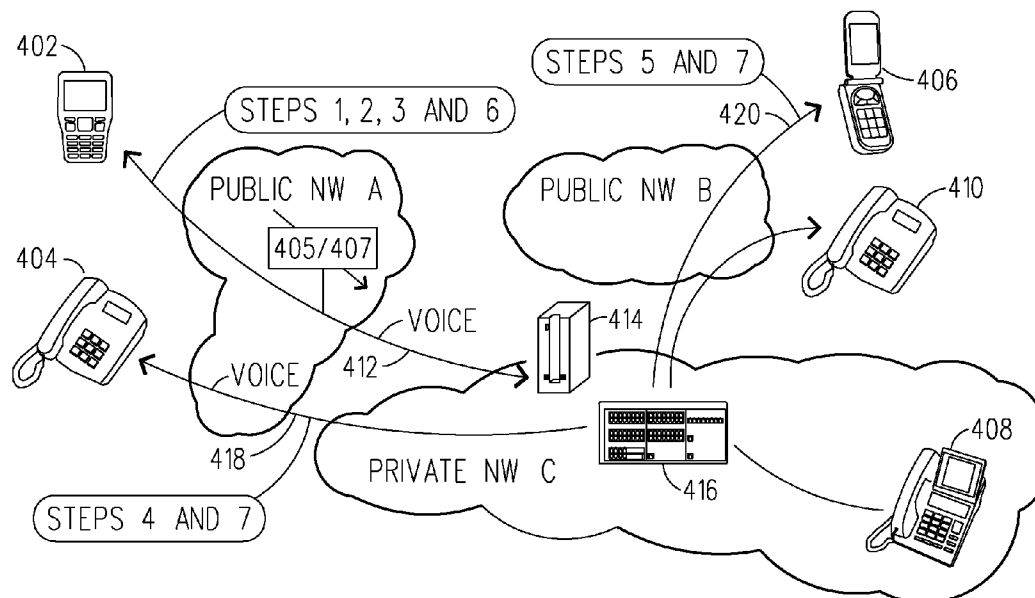 402
STEPS 5 AND 7
406
420
STEPS 1, 2, 3 AND 6
PUBLIC NW A
PUBLIC NW B
410
404
405/407
VOICE
414
412
VOICE
408
418
PRIVATE NW C
416
STEPS 4 AND 7